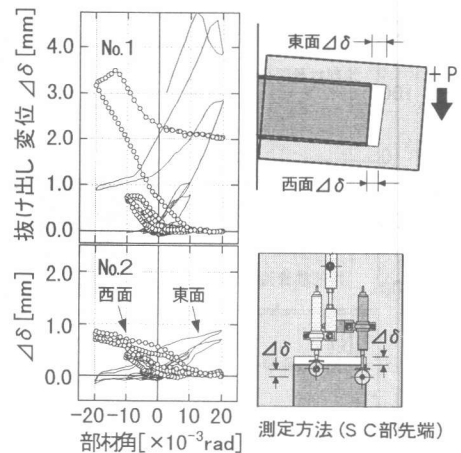 抜け出し変位 ⊿δ [mm]
No.1
4.0
3.0
2.0
1.0
0.0
⊿δ [mm]
No.2
西面 東面
2.0
1.0
0.0
-20 -10 0 10 20
部材角[×10⁻³rad]
東面⊿δ
+P
西面⊿δ
⊿δ
⊿δ
測定方法(SC部先端)